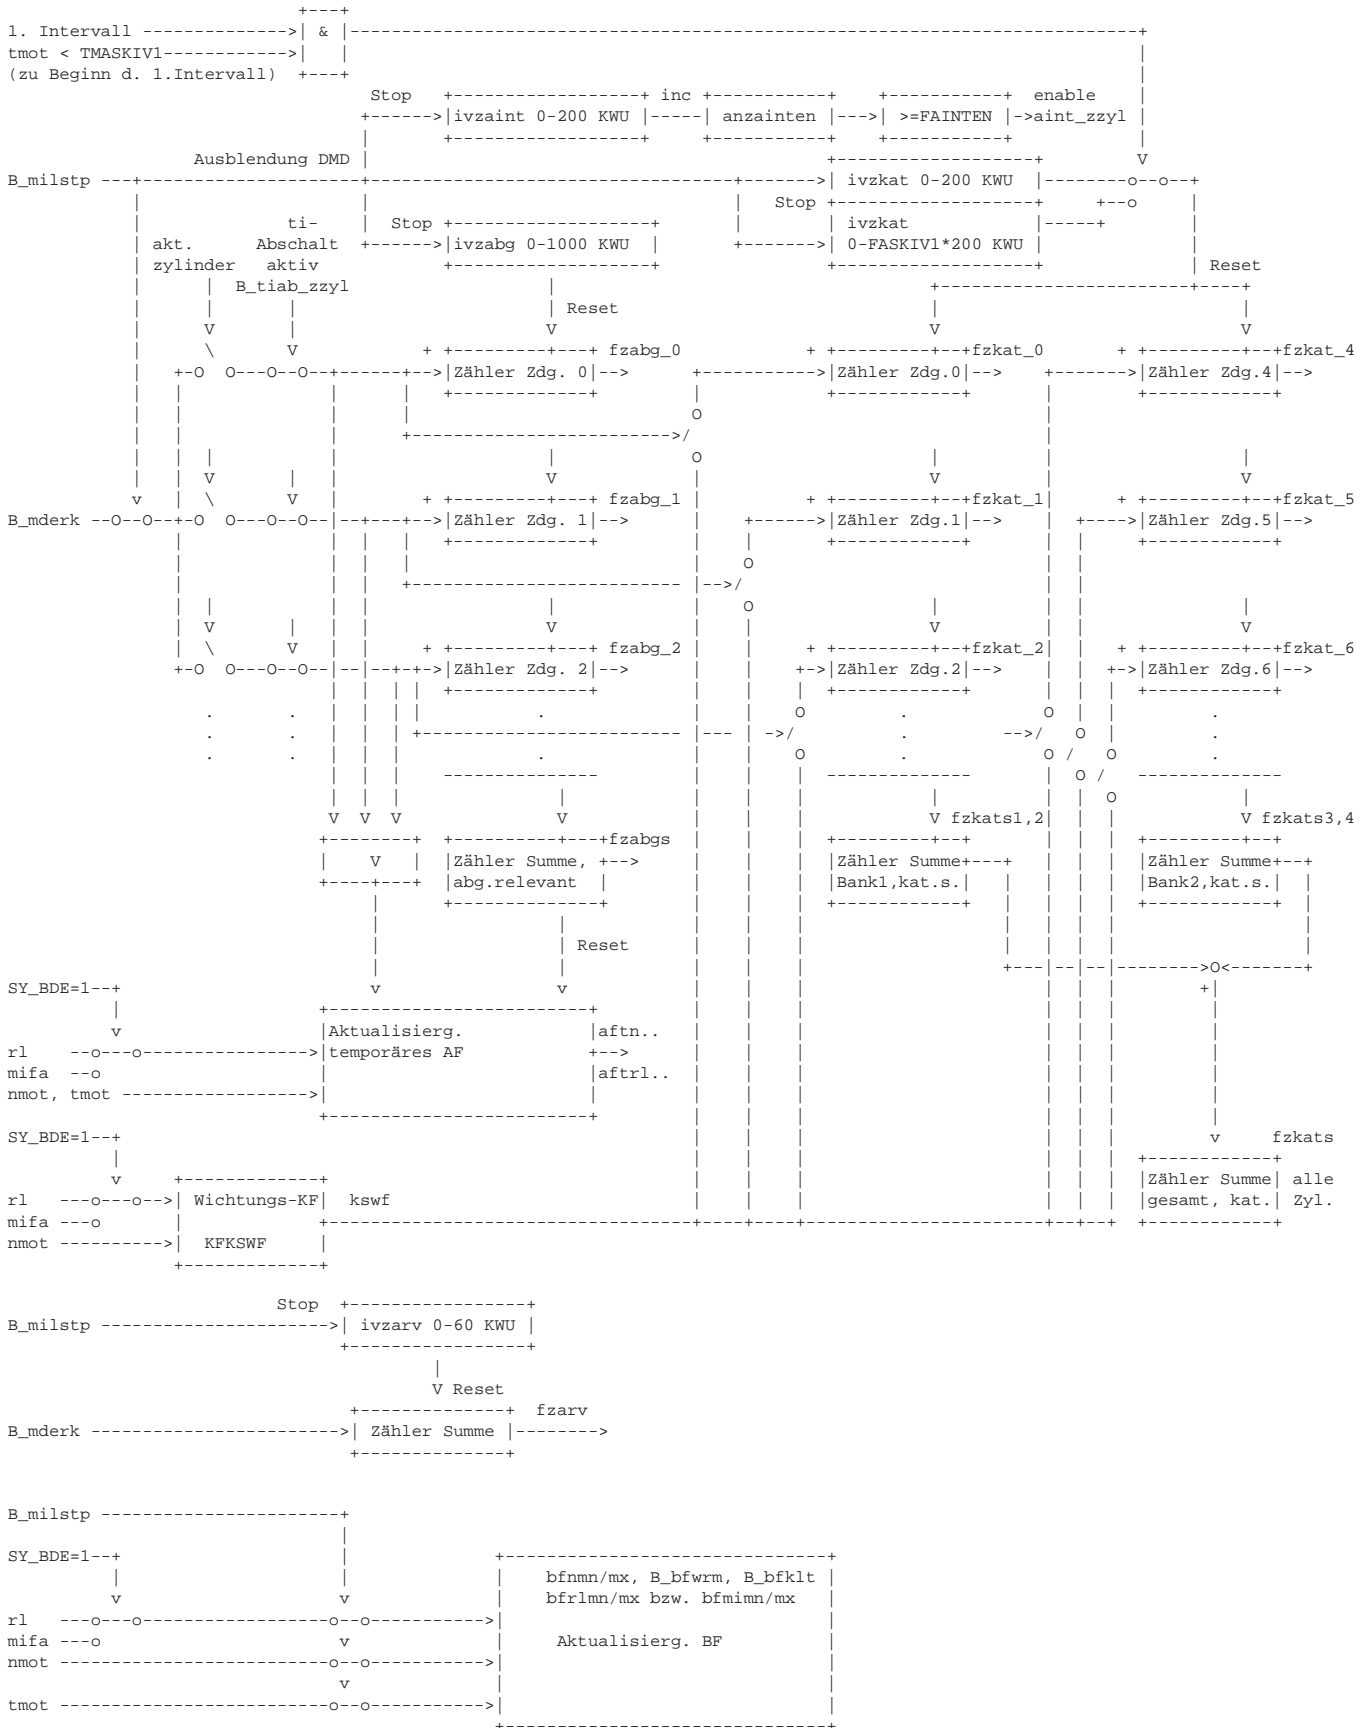 1. Intervall & 
tmot < TMASKIV1
(zu Beginn d. 1.Intervall)
Stop inc enable
ivzaint 0-200 KWU anzainten >=FAINTEN aint_zzyl
Ausblendung DMD
B_milstp ivzkat 0-200 KWU
Stop
ti- Stop ivzkat
akt. Abschalt ivzabg 0-1000 KWU 0-FASKIV1*200 KWU
zylinder aktiv Reset
B_tiab_zzyl
Reset
+ fzabg_0 + fzkat_0 + fzkat_4
Zähler Zdg. 0 Zähler Zdg.0 Zähler Zdg.4
+ fzabg_1 + fzkat_1 + fzkat_5
B_mderk Zähler Zdg. 1 Zähler Zdg.1 Zähler Zdg.5
+ fzabg_2 + fzkat_2 + fzkat_6
Zähler Zdg. 2 Zähler Zdg.2 Zähler Zdg.6
fzkats1,2 fzkats3,4
fzabgs
Zähler Summe, Zähler Summe Zähler Summe
abg.relevant Bank1,kat.s. Bank2,kat.s.
Reset
SY_BDE=1
+
Aktualisierg. aftn..
rl temporäres AF
mifa aftrl..
nmot, tmot
SY_BDE=1 fzkats
Zähler Summe alle
rl Wichtungs-KF kswf gesamt, kat. Zyl.
mifa
nmot KFKSWF
Stop
B_milstp ivzarv 0-60 KWU
Reset
fzarv
B_mderk Zähler Summe
B_milstp
SY_BDE=1
bfnmn/mx, B_bfwrm, B_bfklt
bfrlmn/mx bzw. bfmimn/mx
rl
mifa Aktualisierg. BF
nmot
tmot